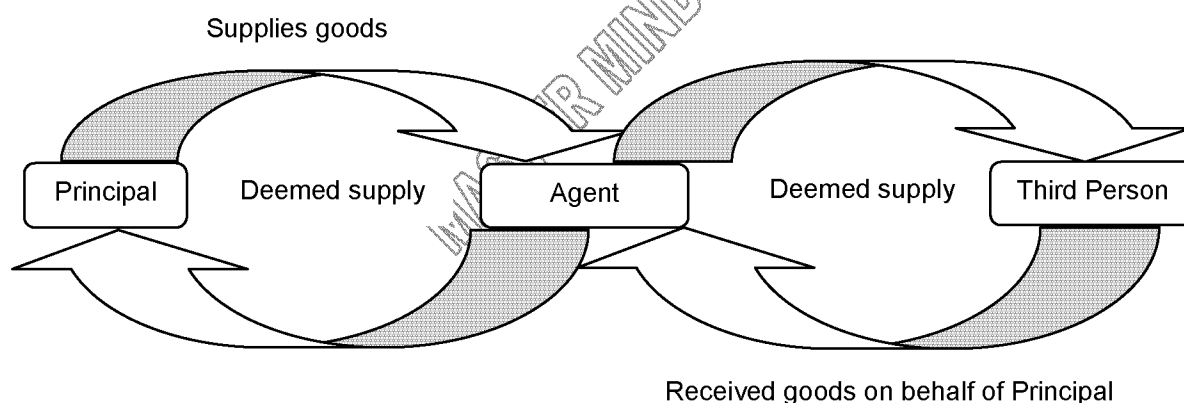 Supplies goods
Principal
Deemed supply
Agent
Deemed supply
Third Person
Received goods on behalf of Principal